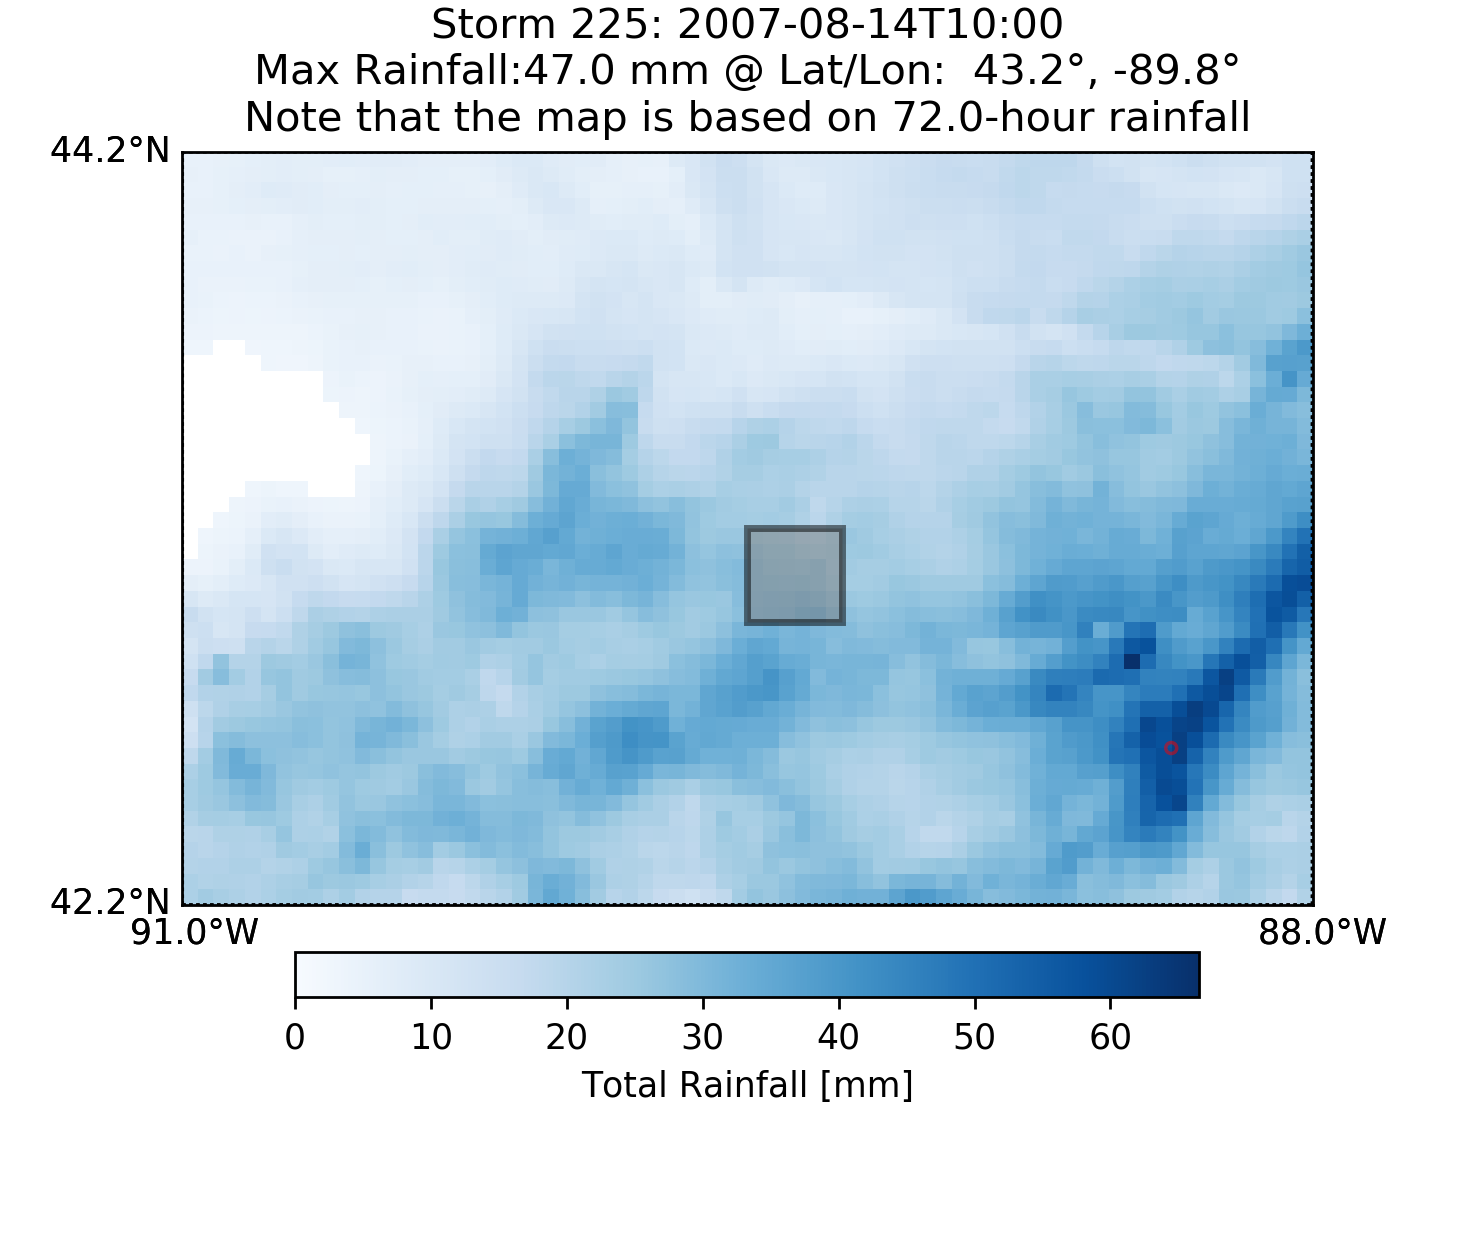 Storm 225: 2007-08-14T10:00
Max Rainfall:47.0 mm @ Lat/Lon:  43.2°, -89.8°
Note that the map is based on 72.0-hour rainfall
44.2°N
42.2°N
91.0°W 88.0°W
0 10 20 30 40 50 60
Total Rainfall [mm]